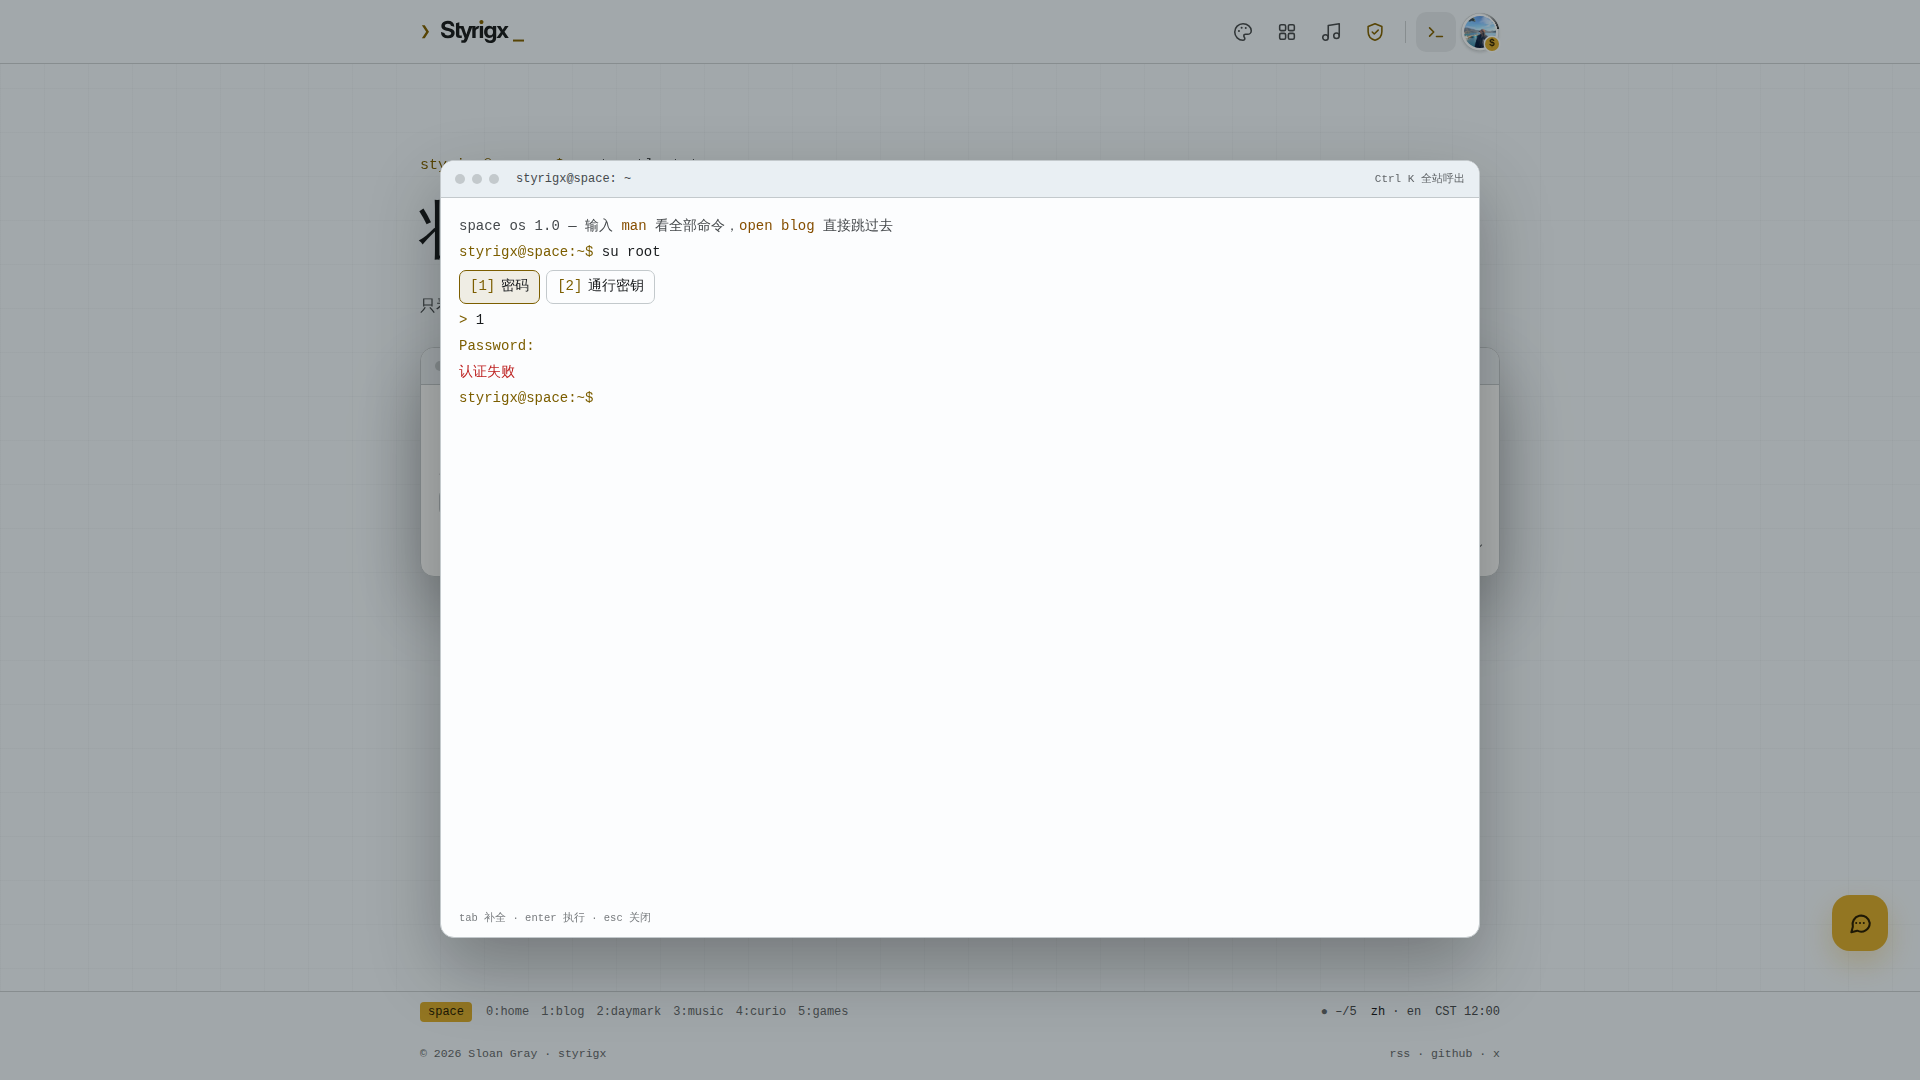 ❯ Styrigx _
$
styrigx@space: ~
Ctrl K 全站呼出
space os 1.0 — 输入 man 看全部命令，open blog 直接跳过去
styrigx@space:~$ su root
[1] 密码 [2] 通行密钥
> 1
Password:
认证失败
styrigx@space:~$
tab 补全 · enter 执行 · esc 关闭
space 0:home 1:blog 2:daymark 3:music 4:curio 5:games
● –/5 zh · en CST 12:00
© 2026 Sloan Gray · styrigx
rss · github · x